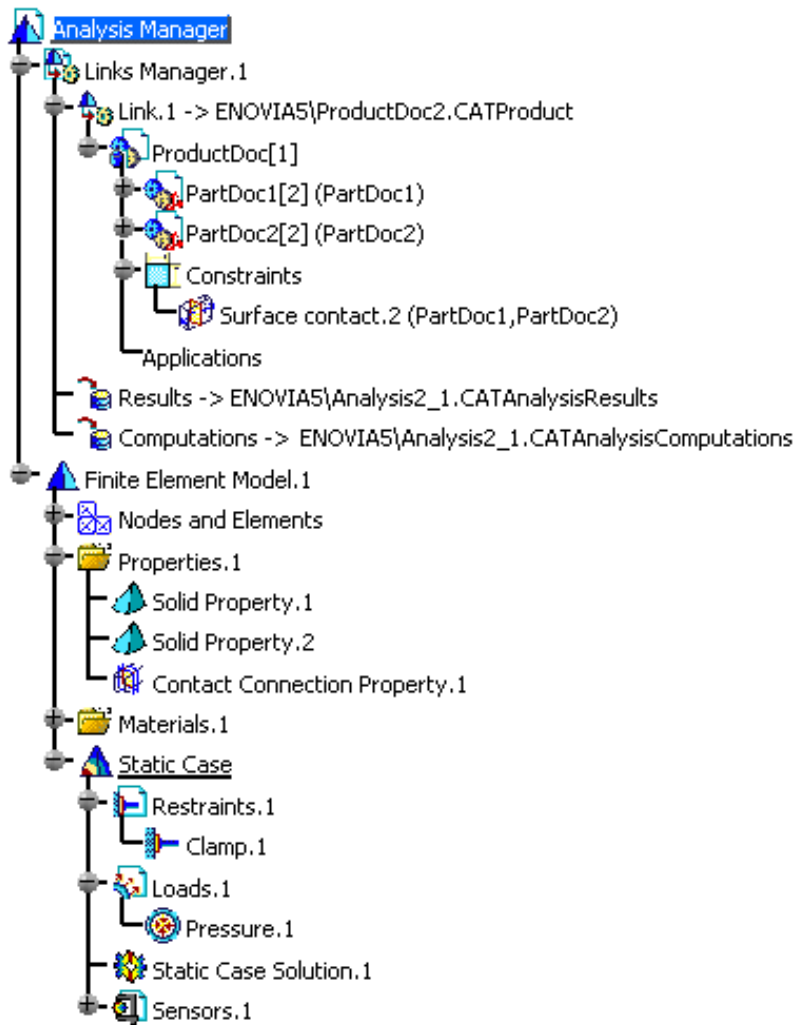 Analysis Manager
Links Manager.1
Link.1 -> ENOVIA5\ProductDoc2.CATProduct
ProductDoc[1]
PartDoc1[2] (PartDoc1)
PartDoc2[2] (PartDoc2)
Constraints
Surface contact.2 (PartDoc1,PartDoc2)
Applications
Results -> ENOVIA5\Analysis2_1.CATAnalysisResults
Computations -> ENOVIA5\Analysis2_1.CATAnalysisComputations
Finite Element Model.1
Nodes and Elements
Properties.1
Solid Property.1
Solid Property.2
Contact Connection Property.1
Materials.1
Static Case
Restraints.1
Clamp.1
Loads.1
Pressure.1
Static Case Solution.1
Sensors.1